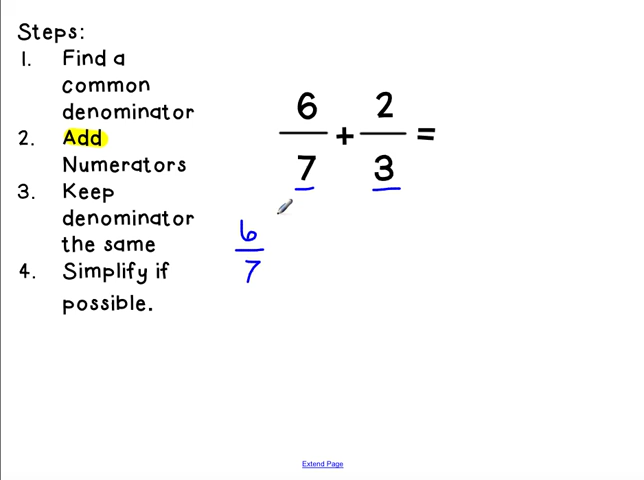 Steps:
1. Find a
common
denominator
2. Add
Numerators
3. Keep
denominator
the same
4. Simplify if
possible.
6/7 + 2/3 =
6/7
Extend Page